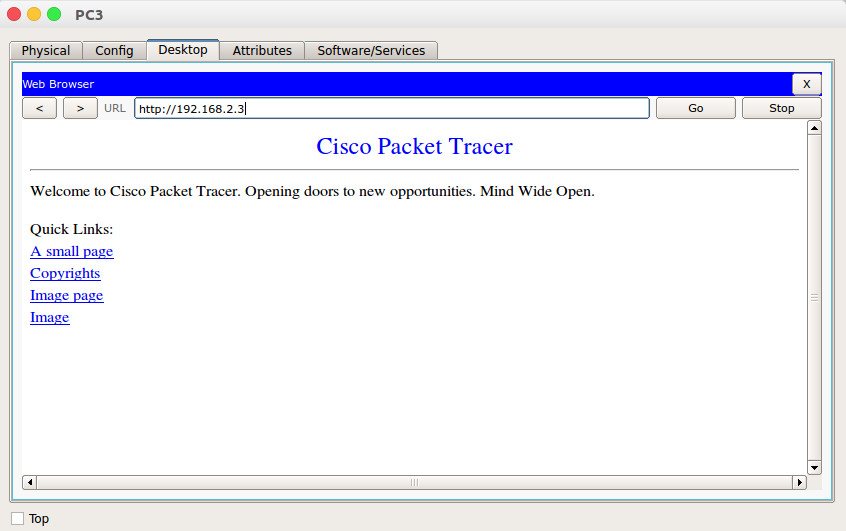 PC3
Physical Config Desktop Attributes Software/Services
Web Browser X
< > URL http://192.168.2.3 Go Stop
Cisco Packet Tracer
Welcome to Cisco Packet Tracer. Opening doors to new opportunities. Mind Wide Open.
Quick Links:
A small page
Copyrights
Image page
Image
Top